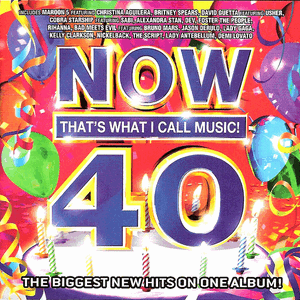 INCLUDES MAROON 5 FEATURING CHRISTINA AGUILERA, BRITNEY SPEARS, DAVID GUETTA FEATURING USHER,
COBRA STARSHIP FEATURING SABI, ALEXANDRA STAN, DEV, FOSTER THE PEOPLE,
RIHANNA, BAD MEETS EVIL FEATURING BRUNO MARS, JASON DERULO, LADY GAGA,
KELLY CLARKSON, NICKELBACK, THE SCRIPT, LADY ANTEBELLUM, DEMI LOVATO
NOW
THAT'S WHAT I CALL MUSIC!
40
THE BIGGEST NEW HITS ON ONE ALBUM!